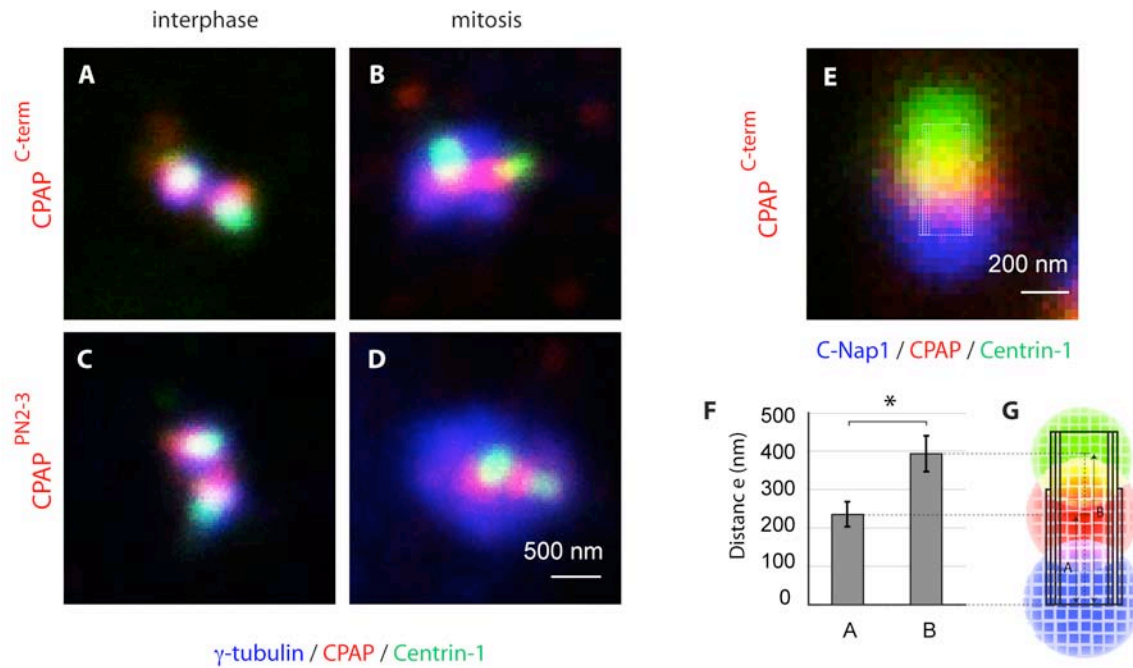 interphase
mitosis
A
B
CPAP C-term
C
D
CPAP PN2-3
500 nm
γ-tubulin / CPAP / Centrin-1
E
CPAP C-term
200 nm
C-Nap1 / CPAP / Centrin-1
F
Distanc e (nm)
500
400
300
200
100
0
*
A
B
G
B
A